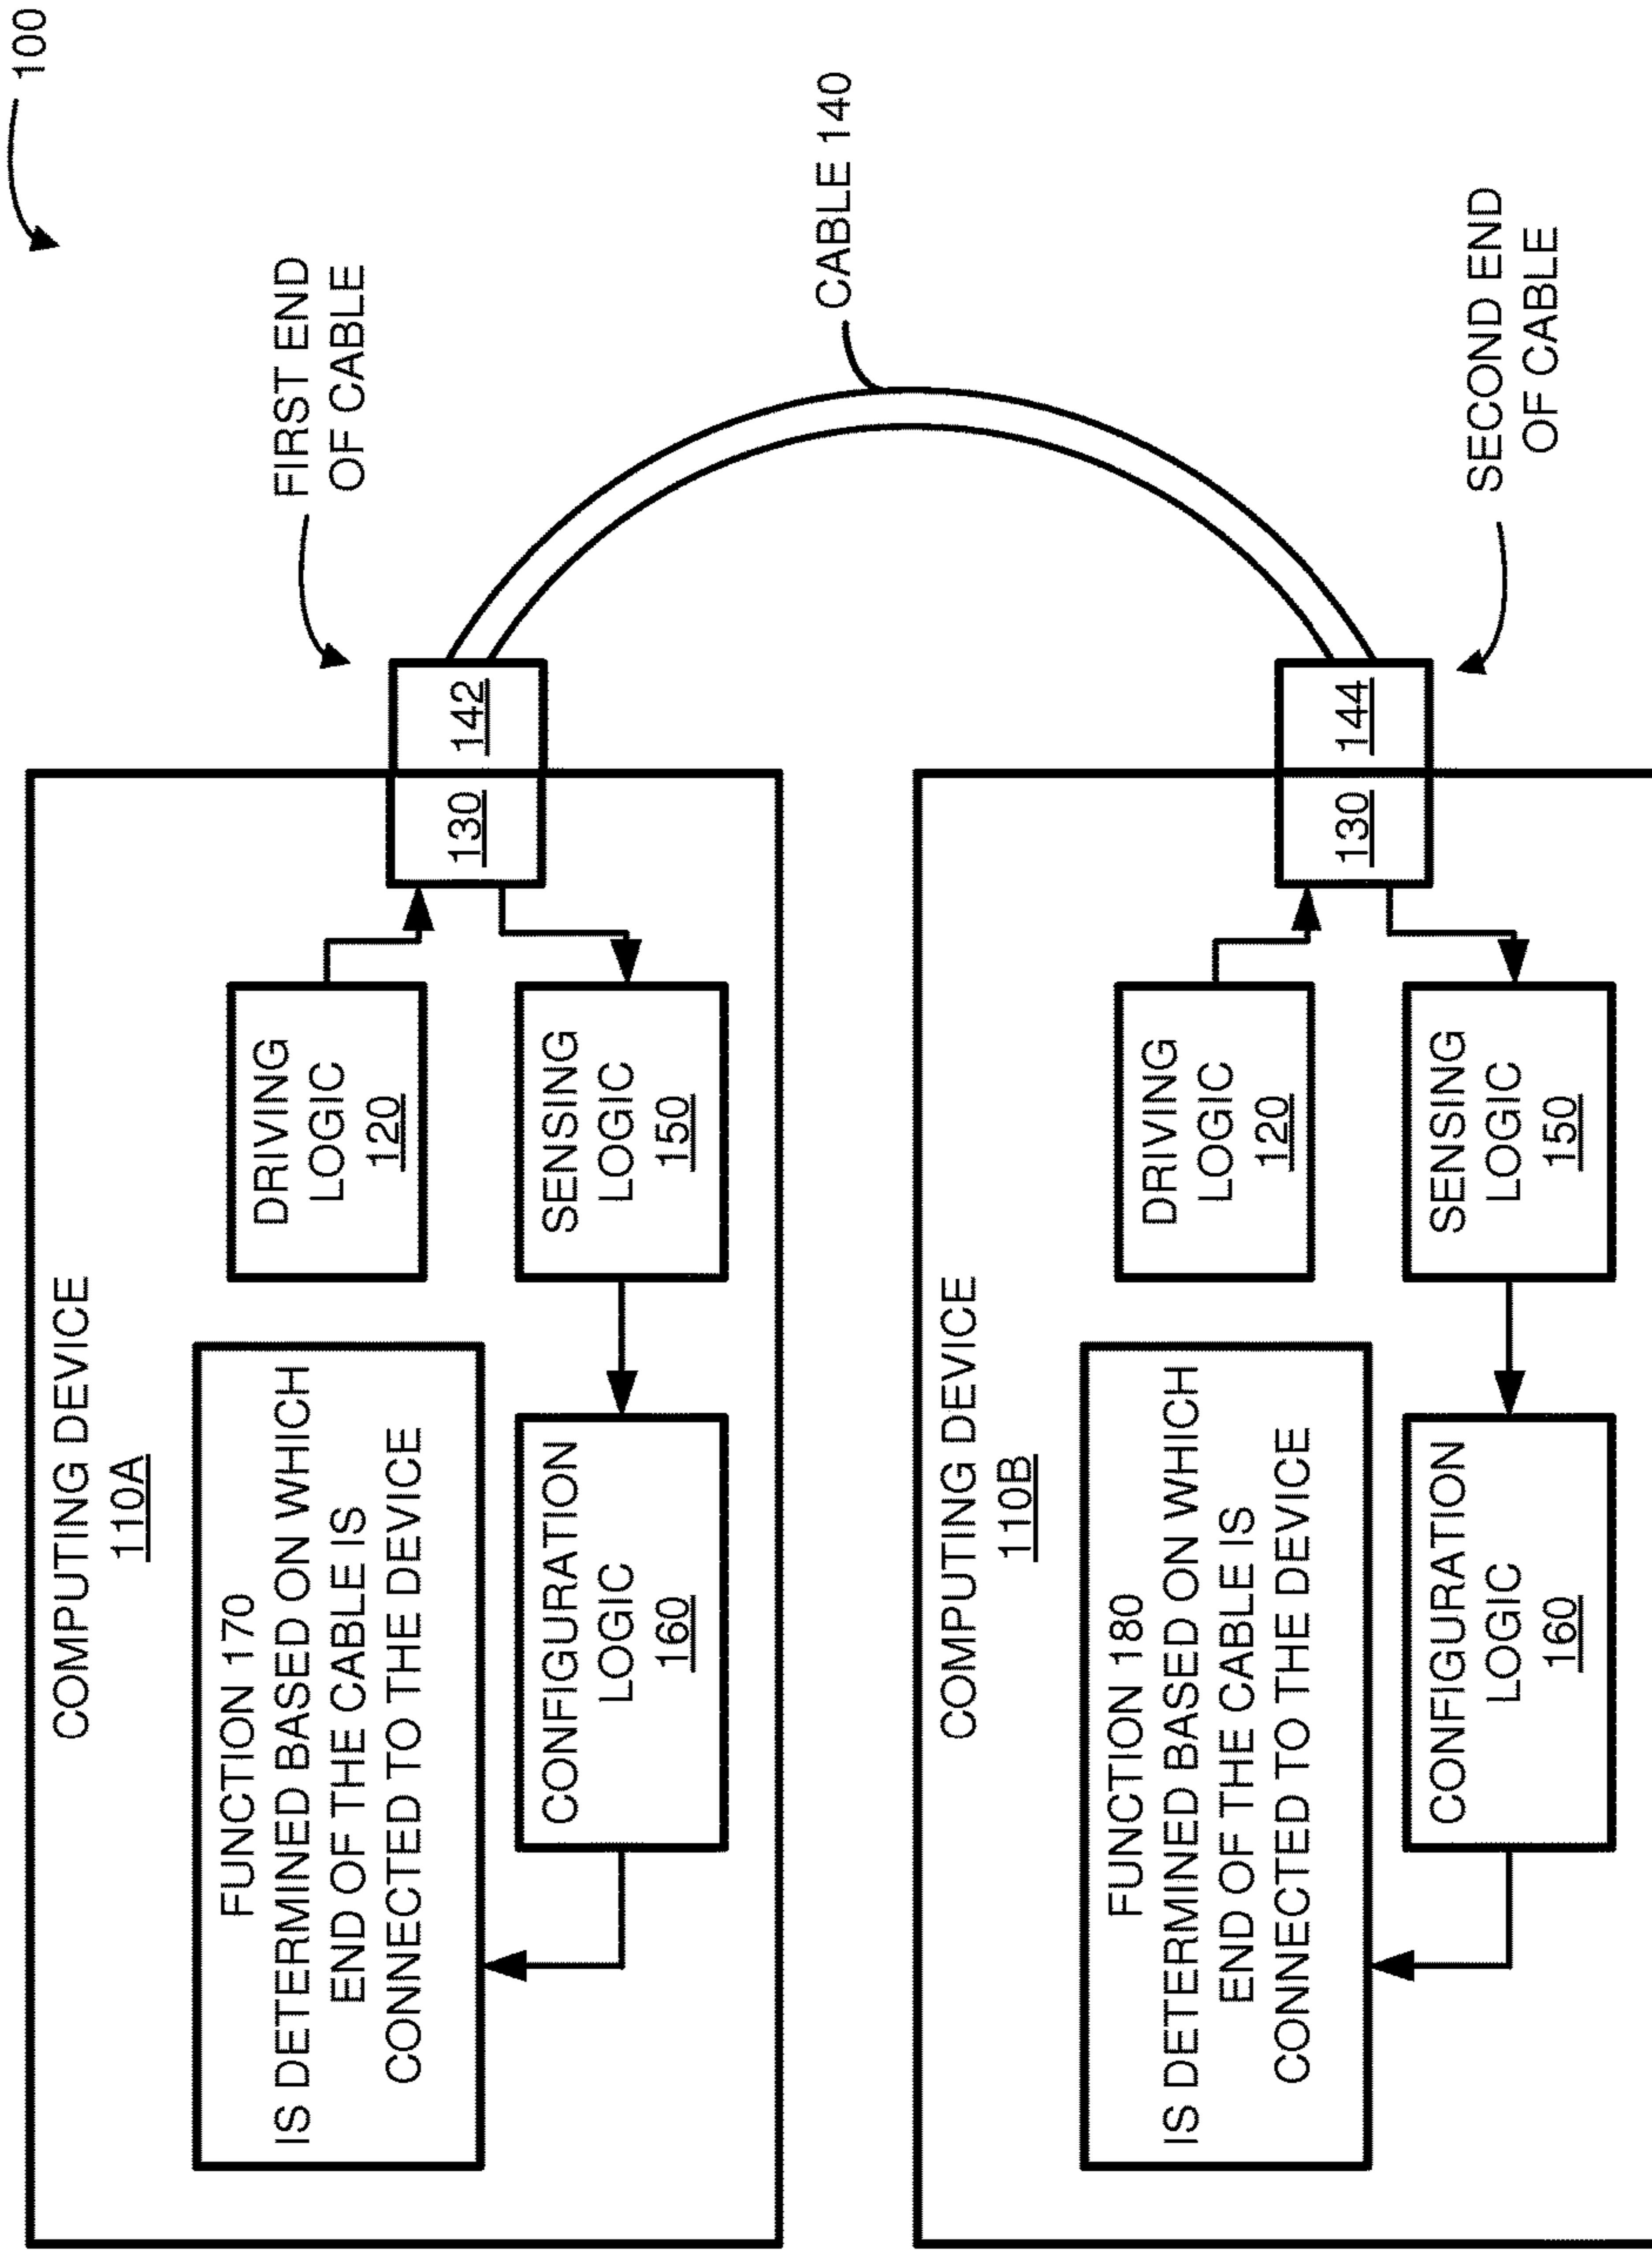 100
COMPUTING DEVICE
110A
FUNCTION 170
IS DETERMINED BASED ON WHICH
END OF THE CABLE IS
CONNECTED TO THE DEVICE
DRIVING
LOGIC
120
CONFIGURATION
LOGIC
160
SENSING
LOGIC
150
130
142
FIRST END
OF CABLE
CABLE 140
COMPUTING DEVICE
110B
FUNCTION 180
IS DETERMINED BASED ON WHICH
END OF THE CABLE IS
CONNECTED TO THE DEVICE
DRIVING
LOGIC
120
CONFIGURATION
LOGIC
160
SENSING
LOGIC
150
130
144
SECOND END
OF CABLE